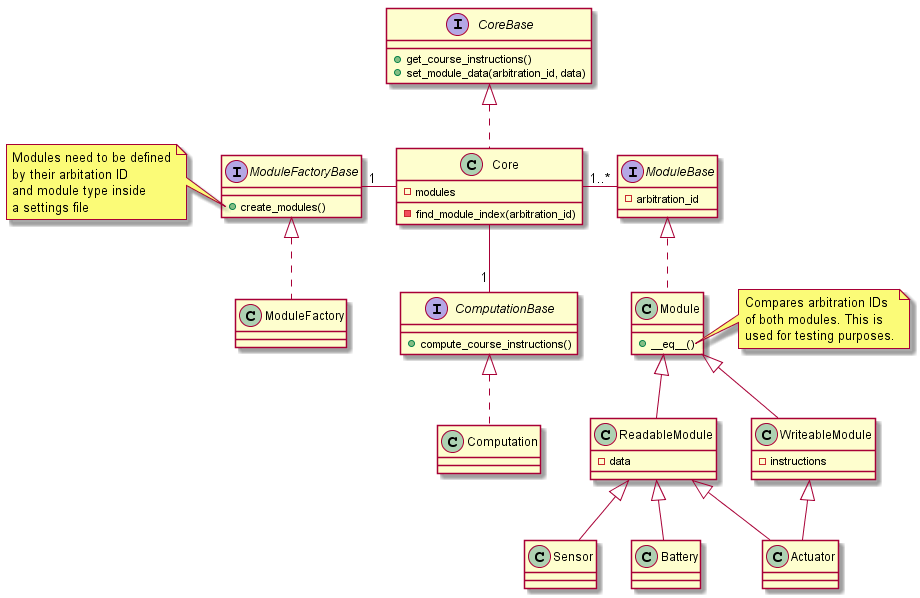 I CoreBase
get_course_instructions()
set_module_data(arbitration_id, data)
Modules need to be defined
by their arbitation ID
and module type inside
a settings file
I ModuleFactoryBase
create_modules()
1
C Core
modules
find_module_index(arbitration_id)
1..*
I ModuleBase
arbitration_id
1
C ModuleFactory
I ComputationBase
compute_course_instructions()
C Module
__eq__()
Compares arbitration IDs
of both modules. This is
used for testing purposes.
C Computation
C ReadableModule
data
C WriteableModule
instructions
C Sensor
C Battery
C Actuator